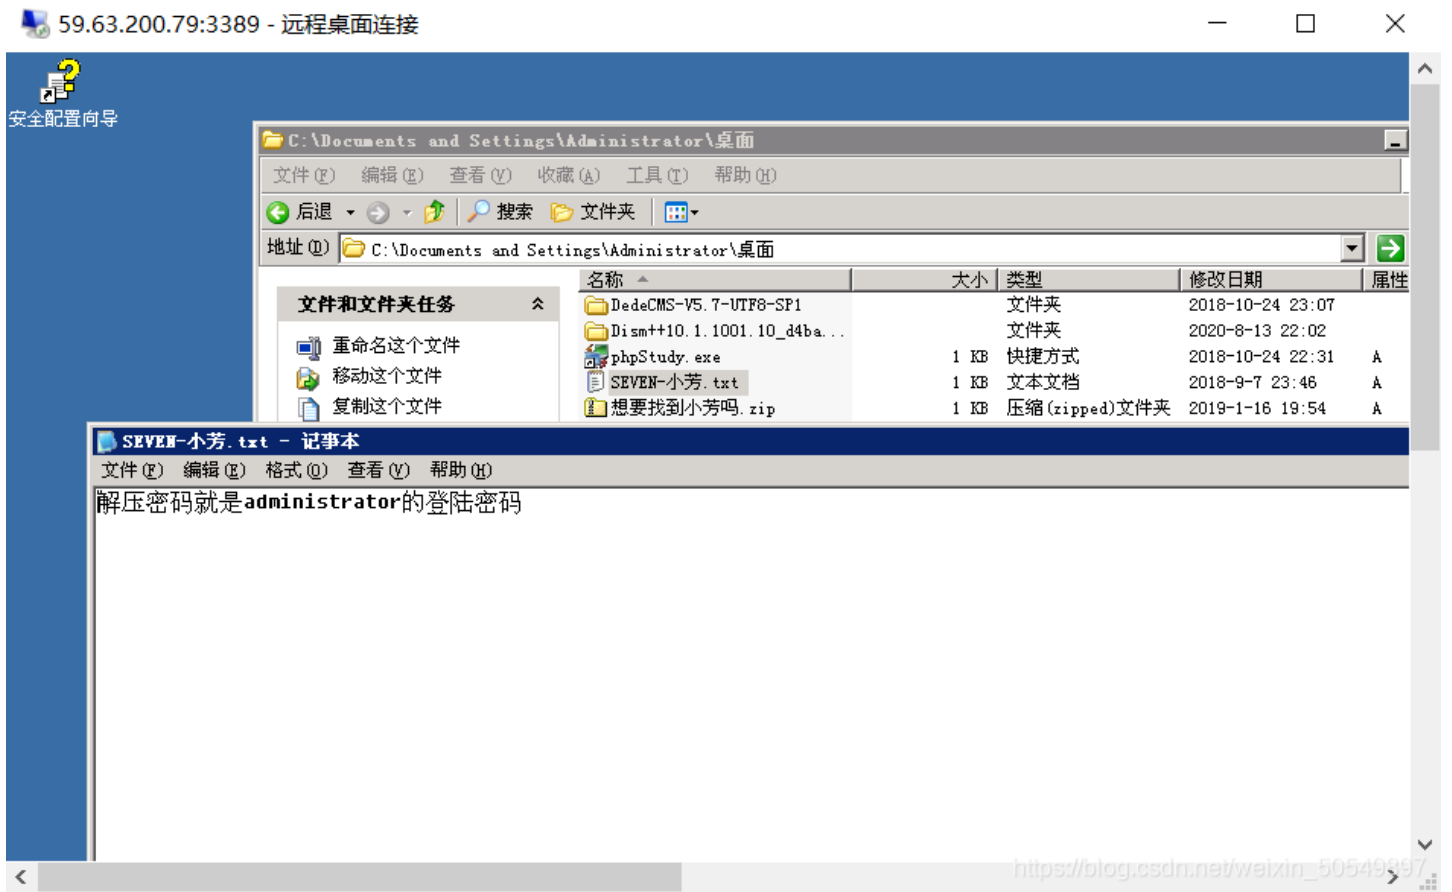 59.63.200.79:3389 - 远程桌面连接
安全配置向导
C:\Documents and Settings\Administrator\桌面
文件(F) 编辑(E) 查看(V) 收藏(A) 工具(T) 帮助(H)
后退 搜索 文件夹
地址(D) C:\Documents and Settings\Administrator\桌面
名称 大小 类型 修改日期 属性
文件和文件夹任务
DedeCMS-V5.7-UTF8-SP1 文件夹 2018-10-24 23:07
Dism++10.1.1001.10_d4ba... 文件夹 2020-8-13 22:02
重命名这个文件
phpStudy.exe 1 KB 快捷方式 2018-10-24 22:31 A
移动这个文件
SEVEN-小芳.txt 1 KB 文本文档 2018-9-7 23:46 A
复制这个文件
想要找到小芳吗.zip 1 KB 压缩(zipped)文件夹 2019-1-16 19:54 A
SEVEN-小芳.txt - 记事本
文件(F) 编辑(E) 格式(O) 查看(V) 帮助(H)
解压密码就是administrator的登陆密码
https://blog.csdn.net/weixin_50549897